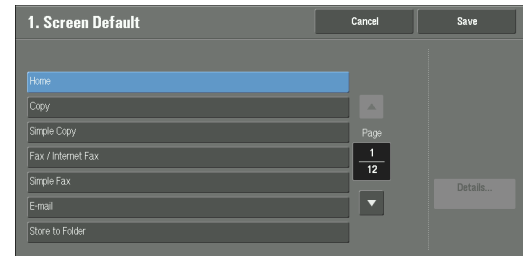 1. Screen Default
Cancel
Save
Home
Copy
Simple Copy
Fax / Internet Fax
Simple Fax
E-mail
Store to Folder
Page
1
12
Details...